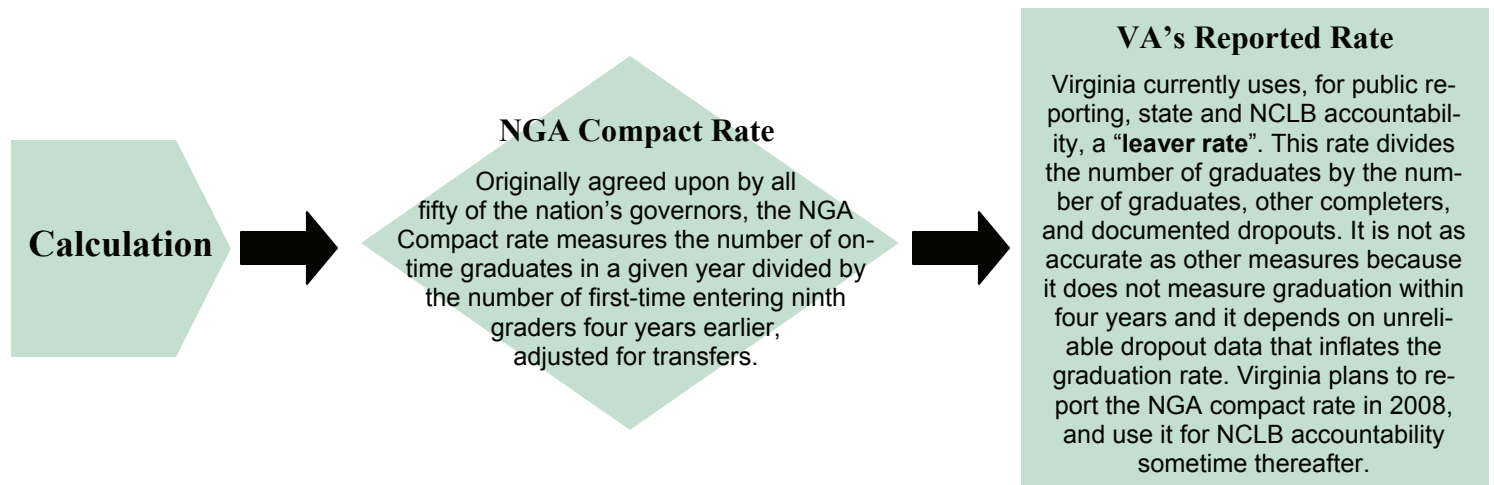 Calculation
NGA Compact Rate
Originally agreed upon by all
fifty of the nation's governors, the NGA
Compact rate measures the number of on-
time graduates in a given year divided by
the number of first-time entering ninth
graders four years earlier,
adjusted for transfers.
VA's Reported Rate
Virginia currently uses, for public re-
porting, state and NCLB accountabil-
ity, a “leaver rate”. This rate divides
the number of graduates by the num-
ber of graduates, other completers,
and documented dropouts. It is not as
accurate as other measures because
it does not measure graduation within
four years and it depends on unreli-
able dropout data that inflates the
graduation rate. Virginia plans to re-
port the NGA compact rate in 2008,
and use it for NCLB accountability
sometime thereafter.